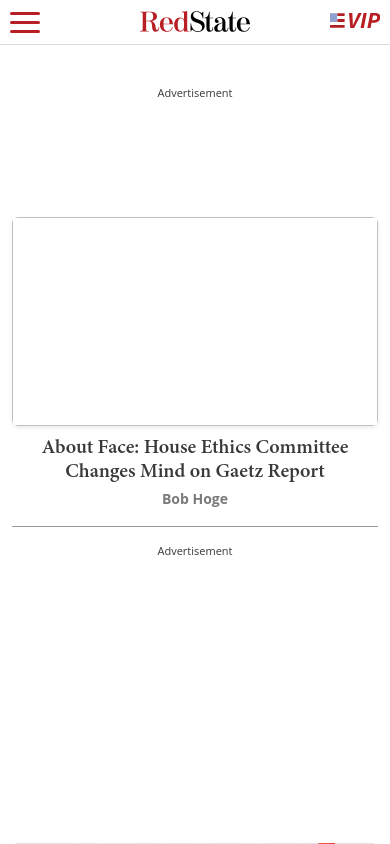 RedState
VIP
Advertisement
About Face: House Ethics Committee
Changes Mind on Gaetz Report
Bob Hoge
Advertisement